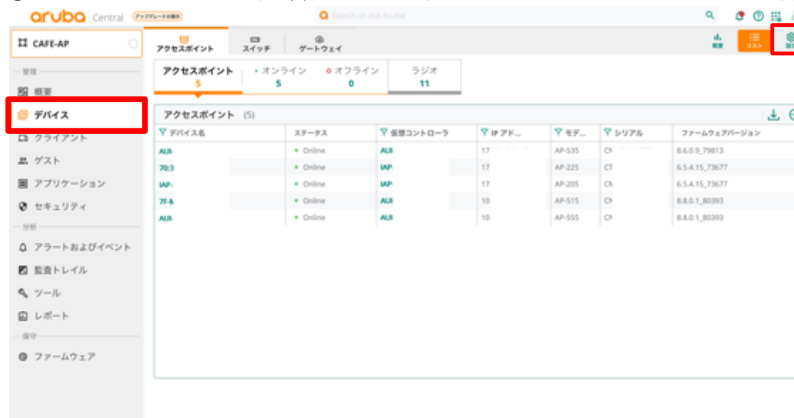 aruba Central
Search or ask Aruba
CAFE-AP
アクセスポイント スイッチ ゲートウェイ
概要 リスト
管理
概要
デバイス
クライアント
ゲスト
アプリケーション
セキュリティ
分析
アラートおよびイベント
監査トレイル
ツール
レポート
保守
ファームウェア
アクセスポイント オンライン オフライン ラジオ
5 5 0 11
アクセスポイント (5)
デバイス名 ステータス 仮想コントローラ IP アド... モデ... シリアル ファームウェアバージョン
Online 17 AP-535 8.6.0.9_79813
70:3 Online IAP- 17 AP-225 6.5.4.15_73677
IAP- Online IAP- 17 AP-205 6.5.4.15_73677
Online 10 AP-515 8.8.0.1_80393
Online 10 AP-555 8.8.0.1_80393